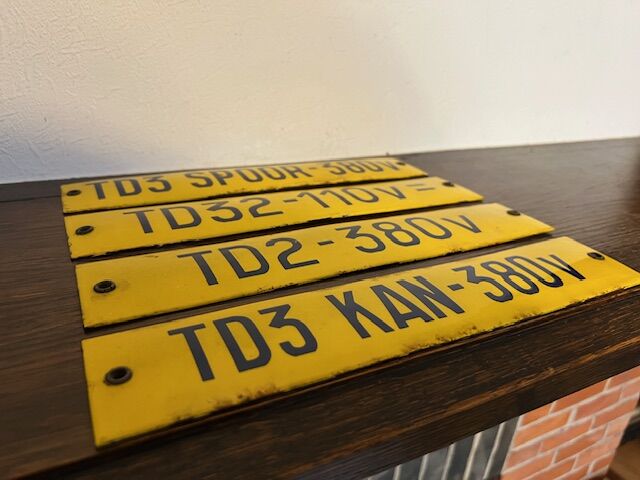 TD3 SPOOR-380V
TD32-110V=
TD2-380V
TD3 KAN-380V